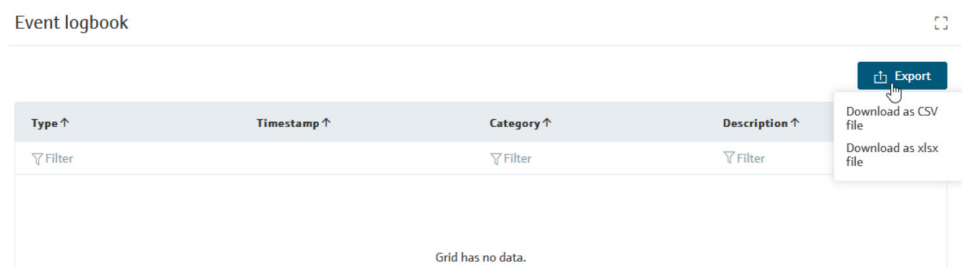 Event logbook
Export
Type↑ Timestamp↑ Category↑ Description↑
Download as CSV
file
Filter Filter Filter
Download as xlsx
file
Grid has no data.